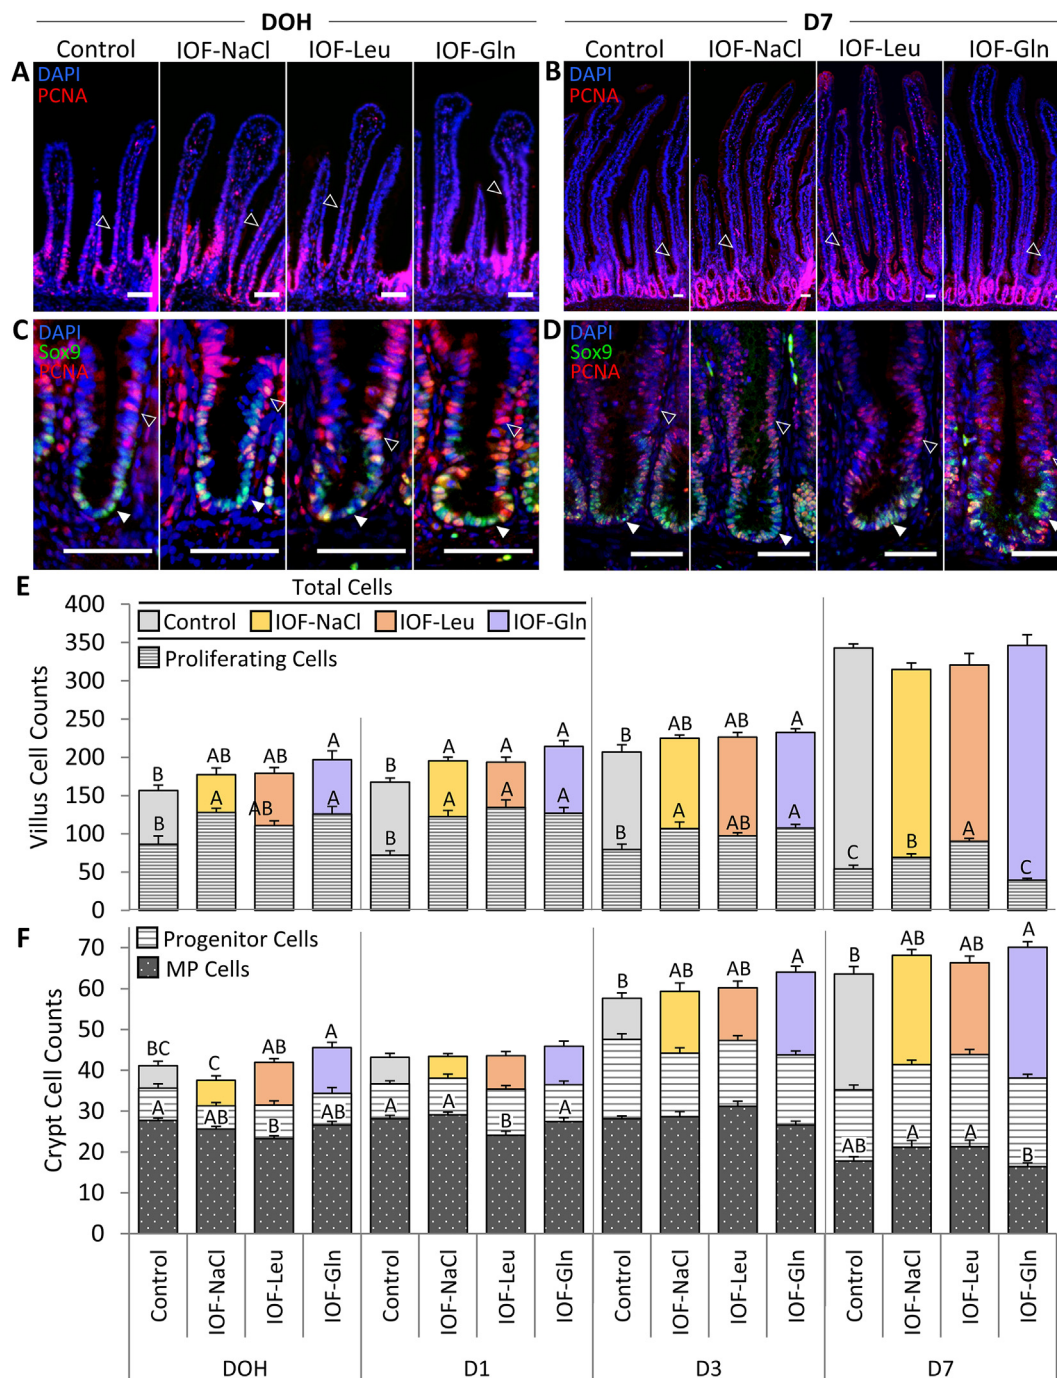 DOH
D7
Control IOF-NaCl IOF-Leu IOF-Gln
Control IOF-NaCl IOF-Leu IOF-Gln
A
DAPI
PCNA
B
DAPI
PCNA
C
DAPI
Sox9
PCNA
D
DAPI
Sox9
PCNA
E
Total Cells
Control IOF-NaCl IOF-Leu IOF-Gln
Proliferating Cells
Villus Cell Counts
400
350
300
250
200
150
100
50
0
B AB AB A
B A AB A
B A A A
B A A A
B AB AB A
B A AB A
C B A C
F
Progenitor Cells
MP Cells
Crypt Cell Counts
70
60
50
40
30
20
10
0
BC C AB A
A AB B AB
A A B A
B AB AB A
B AB AB A
AB A A B
Control IOF-NaCl IOF-Leu IOF-Gln
Control IOF-NaCl IOF-Leu IOF-Gln
Control IOF-NaCl IOF-Leu IOF-Gln
Control IOF-NaCl IOF-Leu IOF-Gln
DOH D1 D3 D7